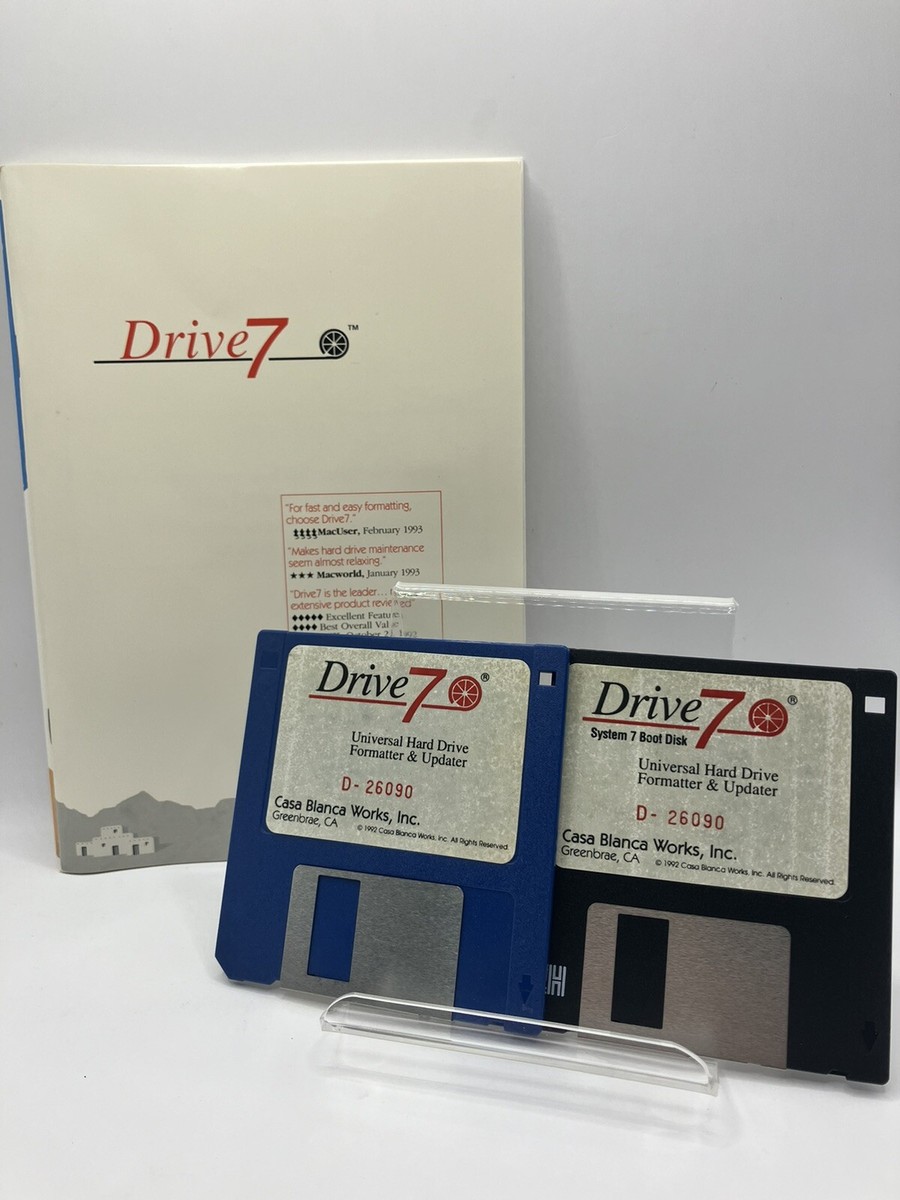 Drive7 ™
"For fast and easy formatting,
choose Drive7."
MacUser, February 1993
"Makes hard drive maintenance
seem almost relaxing."
★★★ Macworld, January 1993
"Drive7 is the leader...
extensive product reviewed"
♦♦♦♦♦ Excellent Features
♦♦♦♦ Best Overall Value
October 1992
Drive7 ®
Universal Hard Drive
Formatter & Updater
D- 26090
Casa Blanca Works, Inc.
Greenbrae, CA © 1992 Casa Blanca Works, Inc. All Rights Reserved.
Drive7 ®
System 7 Boot Disk
Universal Hard Drive
Formatter & Updater
D- 26090
Casa Blanca Works, Inc.
Greenbrae, CA © 1992 Casa Blanca Works, Inc. All Rights Reserved.